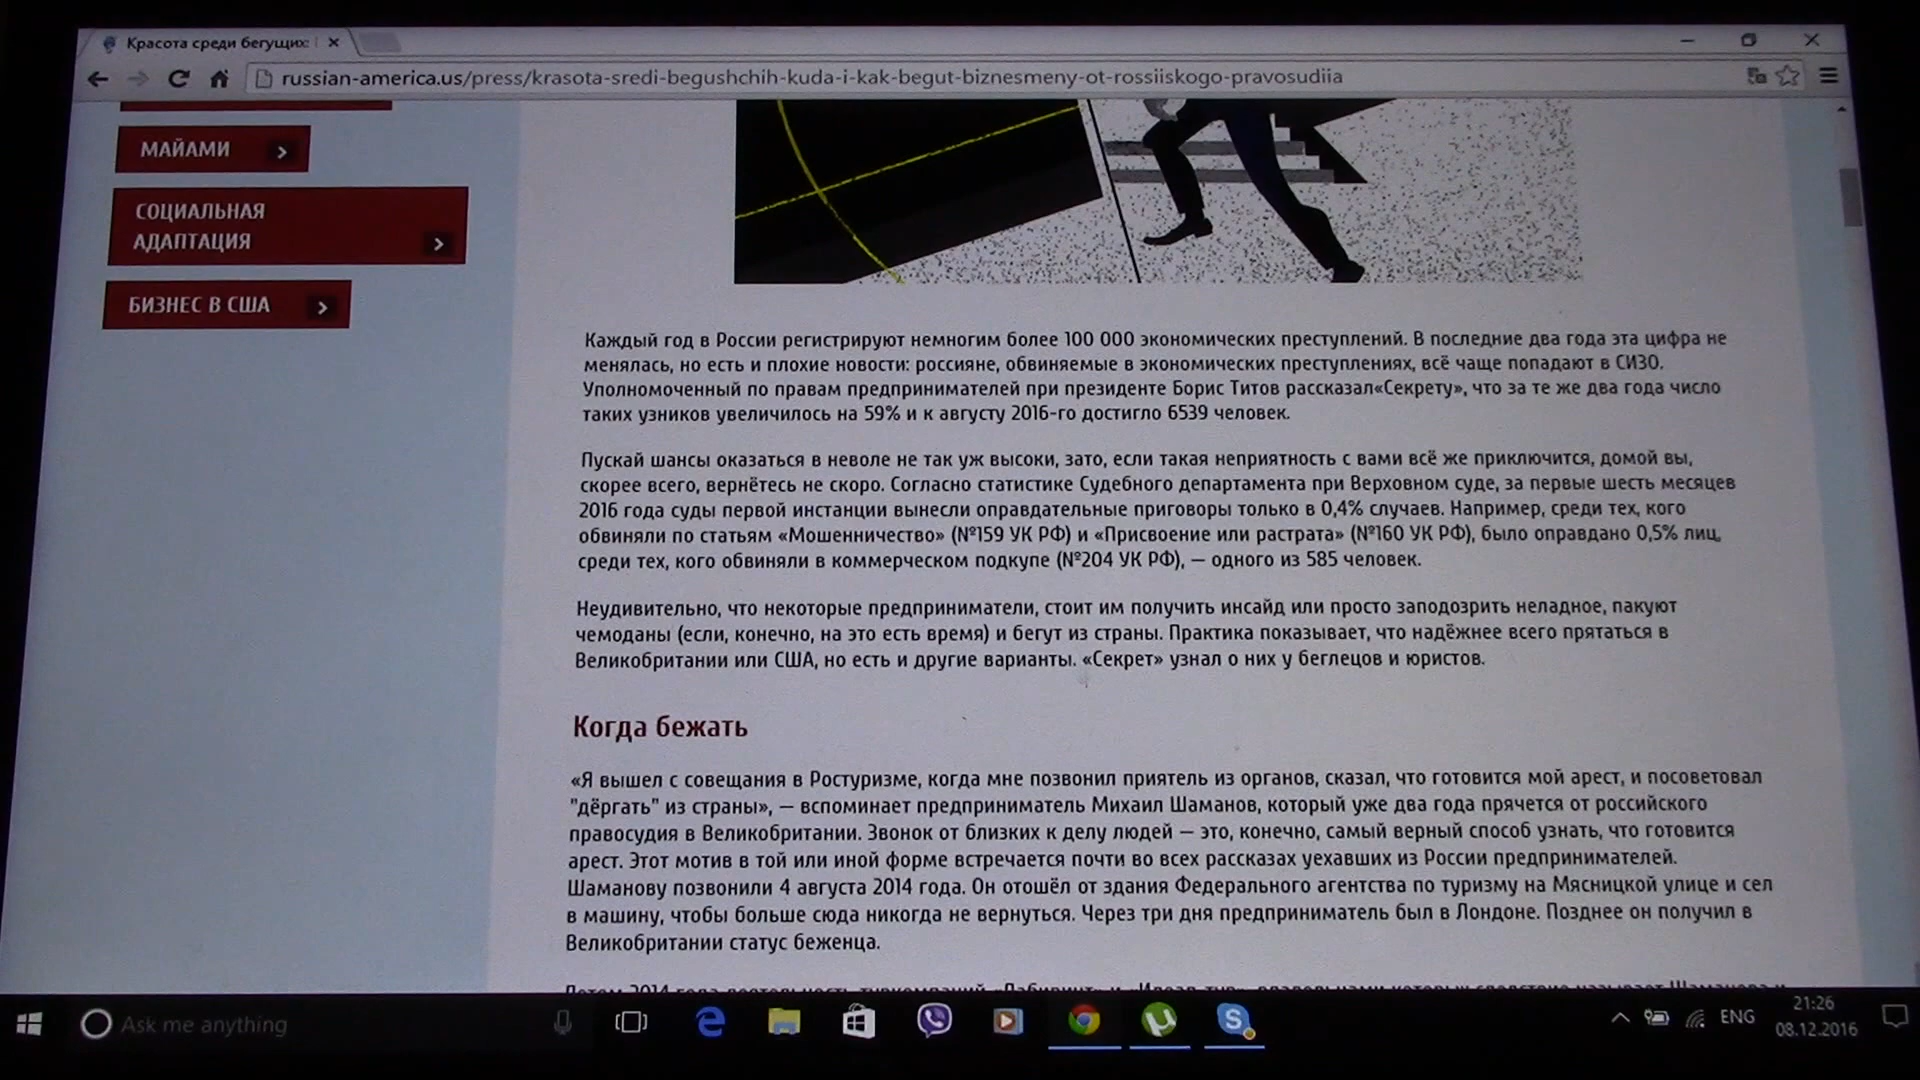 Красота среди бегущих:
russian-america.us/press/krasota-sredi-begushchih-kuda-i-kak-begut-biznesmeny-ot-rossiiskogo-pravosudiia
МАЙАМИ
СОЦИАЛЬНАЯ
АДАПТАЦИЯ
БИЗНЕС В США
Каждый год в России регистрируют немногим более 100 000 экономических преступлений. В последние два года эта цифра не
менялась, но есть и плохие новости: россияне, обвиняемые в экономических преступлениях, всё чаще попадают в СИЗО.
Уполномоченный по правам предпринимателей при президенте Борис Титов рассказал«Секрету», что за те же два года число
таких узников увеличилось на 59% и к августу 2016-го достигло 6539 человек.
Пускай шансы оказаться в неволе не так уж высоки, зато, если такая неприятность с вами всё же приключится, домой вы,
скорее всего, вернётесь не скоро. Согласно статистике Судебного департамента при Верховном суде, за первые шесть месяцев
2016 года суды первой инстанции вынесли оправдательные приговоры только в 0,4% случаев. Например, среди тех, кого
обвиняли по статьям «Мошенничество» (№159 УК РФ) и «Присвоение или растрата» (№160 УК РФ), было оправдано 0,5% лиц,
среди тех, кого обвиняли в коммерческом подкупе (№204 УК РФ), — одного из 585 человек.
Неудивительно, что некоторые предприниматели, стоит им получить инсайд или просто заподозрить неладное, пакуют
чемоданы (если, конечно, на это есть время) и бегут из страны. Практика показывает, что надёжнее всего прятаться в
Великобритании или США, но есть и другие варианты. «Секрет» узнал о них у беглецов и юристов.
Когда бежать
«Я вышел с совещания в Ростуризме, когда мне позвонил приятель из органов, сказал, что готовится мой арест, и посоветовал
"дёргать" из страны», — вспоминает предприниматель Михаил Шаманов, который уже два года прячется от российского
правосудия в Великобритании. Звонок от близких к делу людей — это, конечно, самый верный способ узнать, что готовится
арест. Этот мотив в той или иной форме встречается почти во всех рассказах уехавших из России предпринимателей.
Шаманову позвонили 4 августа 2014 года. Он отошёл от здания Федерального агентства по туризму на Мясницкой улице и сел
в машину, чтобы больше сюда никогда не вернуться. Через три дня предприниматель был в Лондоне. Позднее он получил в
Великобритании статус беженца.
Летом 2014 года деятельность туркомпаний «Лабиринт» и «Идеал-тур», владельцами которых следствие называет Шаманова и
Ask me anything
ENG
21:26
08.12.2016